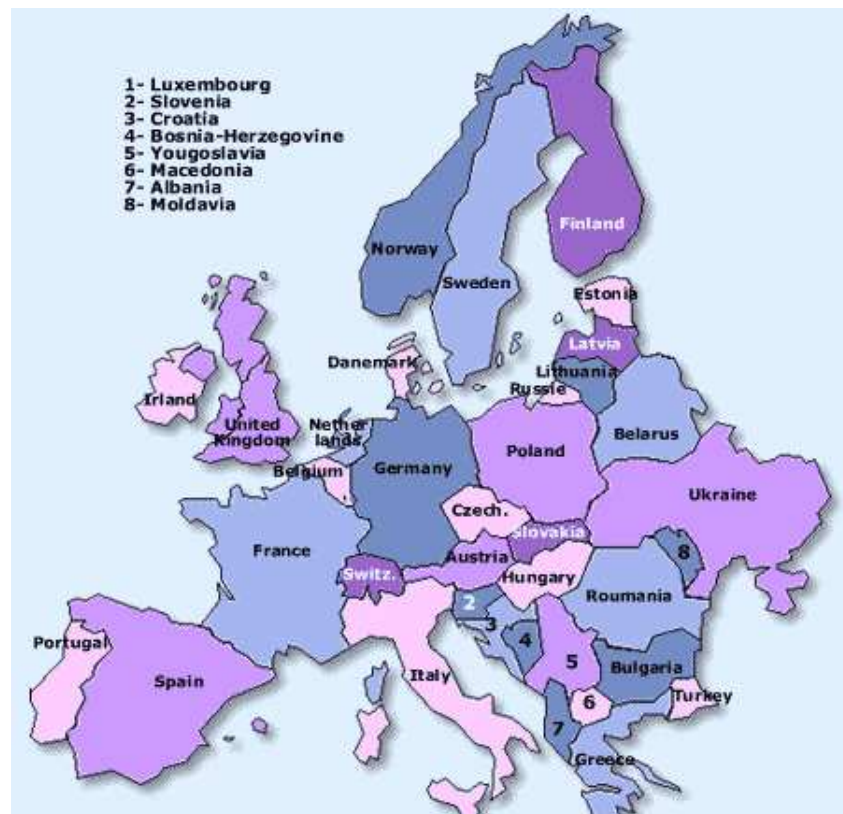 1- Luxembourg
2- Slovenia
3- Croatia
4- Bosnia-Herzegovine
5- Yougoslavia
6- Macedonia
7- Albania
8- Moldavia
Finland
Norway
Sweden
Estonia
Latvia
Danemark
Lithuania
Russie
Irland
United
Kingdom
Nether
lands
Belarus
Poland
Germany
Belgium
Ukraine
Czech.
Slovakia
France
Austria
8
Switz.
Hungary
Roumania
2
3
4
Portugal
5
Bulgaria
Spain
Italy
6
Turkey
7
Greece